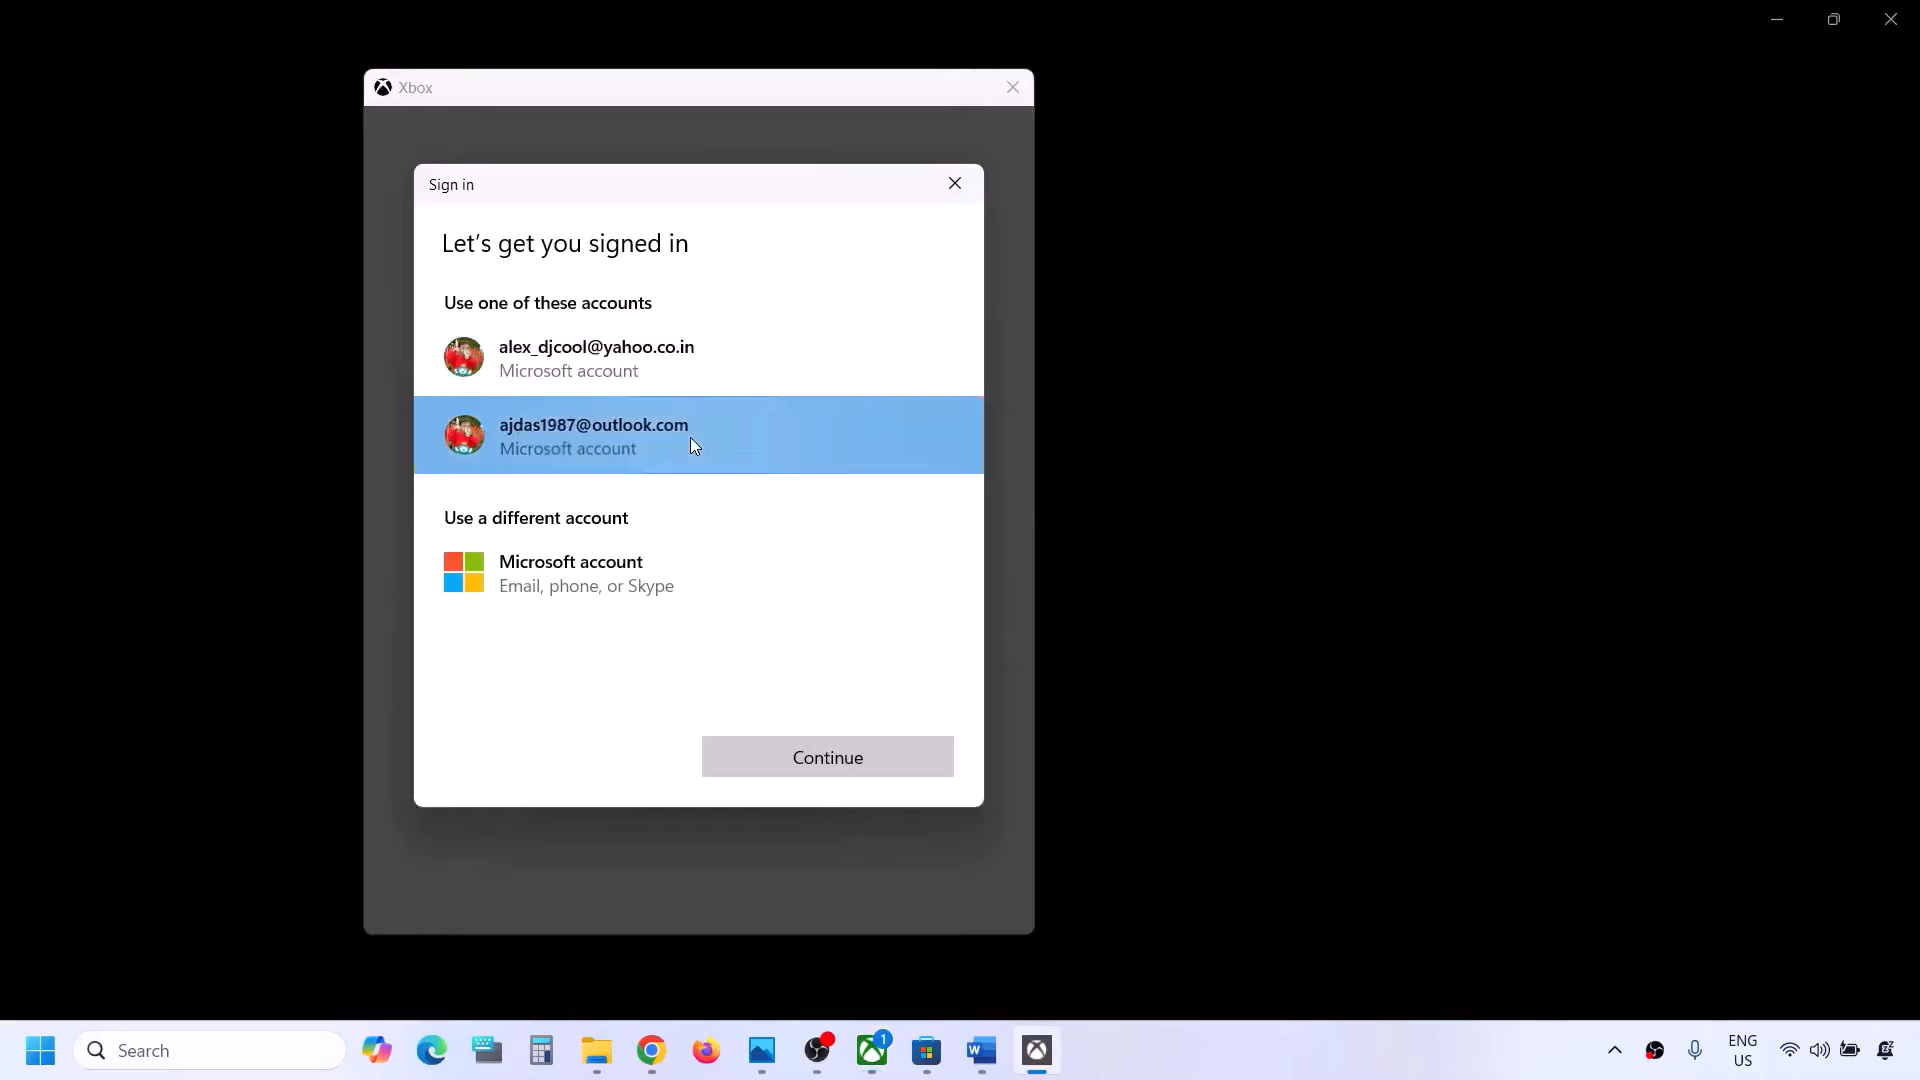 Xbox
Sign in
Let's get you signed in
Use one of these accounts
alex_djcool@yahoo.co.in
Microsoft account
ajdas1987@outlook.com
Microsoft account
Use a different account
Microsoft account
Email, phone, or Skype
Continue
Search
1
ENG
US